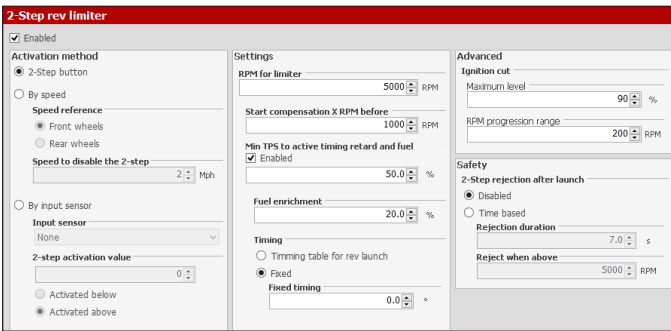 2-Step rev limiter
Enabled
Activation method
2-Step button
By speed
Speed reference
Front wheels
Rear wheels
Speed to disable the 2-step
2 Mph
By input sensor
Input sensor
None
2-step activation value
0
Activated below
Activated above
Settings
RPM for limiter
5000 RPM
Start compensation X RPM before
1000 RPM
Min TPS to active timing retard and fuel
Enabled
50.0 %
Fuel enrichment
20.0 %
Timing
Timming table for rev launch
Fixed
Fixed timing
0.0 °
Advanced
Ignition cut
Maximum level
90 %
RPM progression range
200 RPM
Safety
2-Step rejection after launch
Disabled
Time based
Rejection duration
7.0 s
Reject when above
5000 RPM